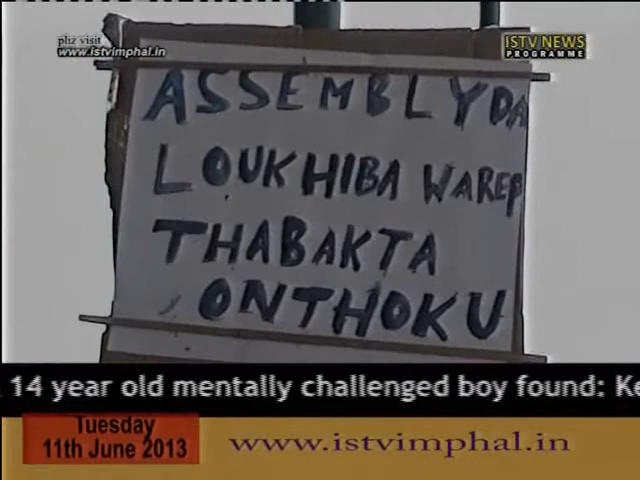 plz visit
www.istvimphal.in
ISTV NEWS
PROGRAMME
ASSEMBLYDA
LOUKHIBA WAREP
THABAKTA
ONTHOKU
14 year old mentally challenged boy found: Ke
Tuesday
11th June 2013
www.istvimphal.in